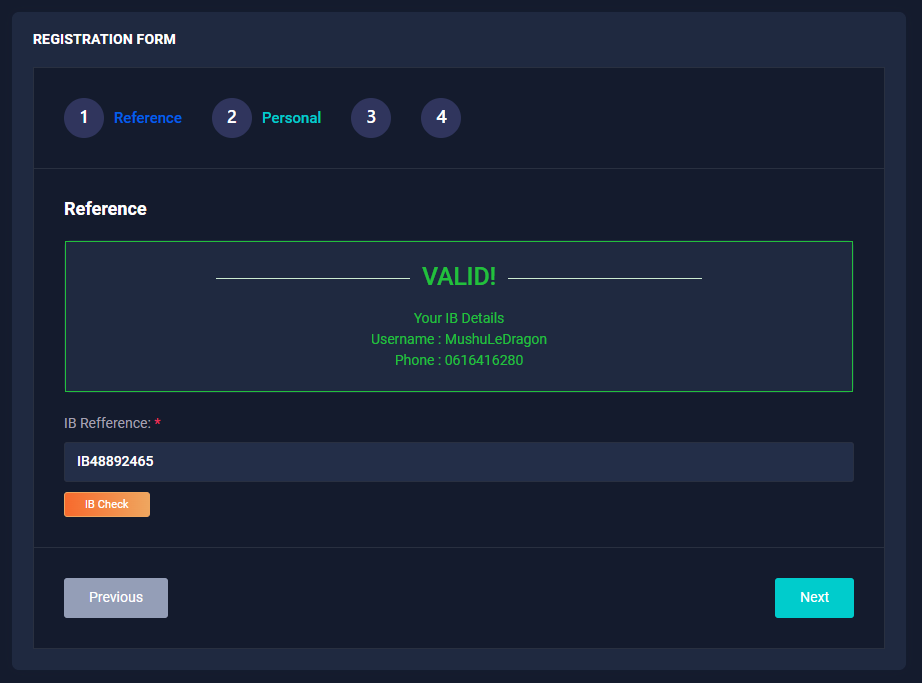 REGISTRATION FORM
1 Reference 2 Personal 3 4
Reference
VALID!
Your IB Details
Username : MushuLeDragon
Phone : 0616416280
IB Refference: *
IB48892465
IB Check
Previous Next